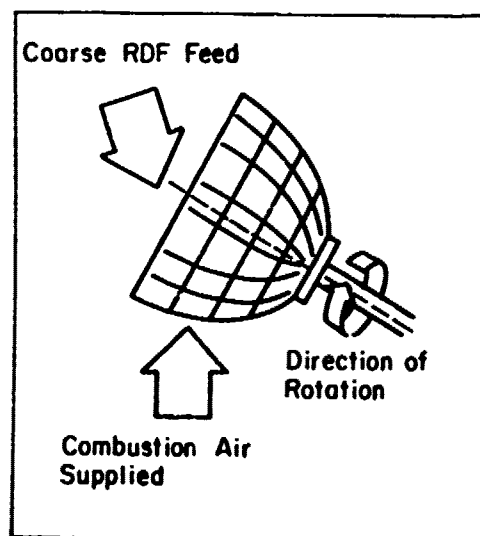 Coarse RDF Feed
Direction of
Rotation
Combustion Air
Supplied